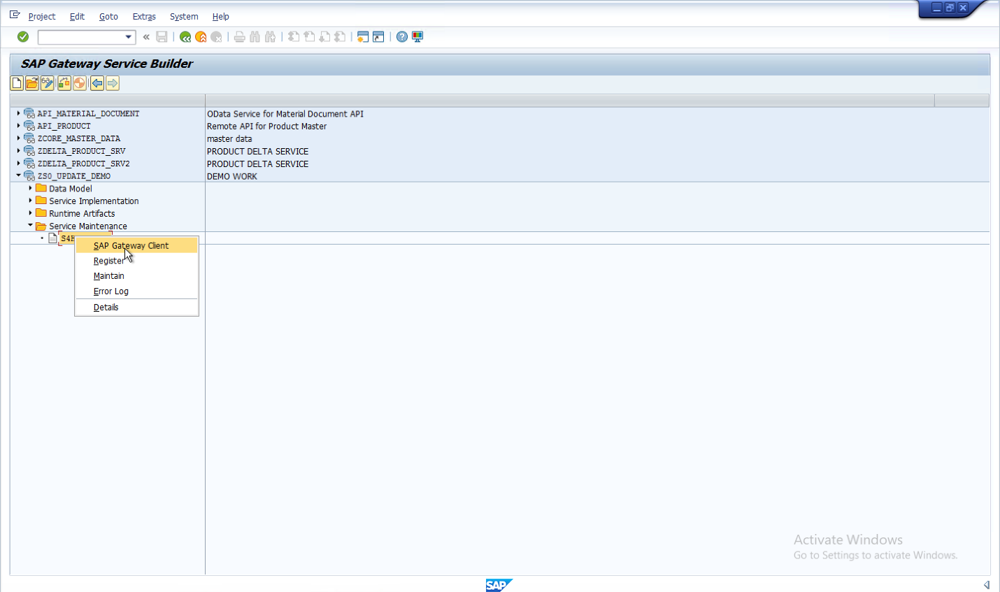 Project Edit Goto Extras System Help
SAP Gateway Service Builder
API_MATERIAL_DOCUMENT OData Service for Material Document API
API_PRODUCT Remote API for Product Master
ZCORE_MASTER_DATA master data
ZDELTA_PRODUCT_SRV PRODUCT DELTA SERVICE
ZDELTA_PRODUCT_SRV2 PRODUCT DELTA SERVICE
ZSO_UPDATE_DEMO DEMO WORK
Data Model
Service Implementation
Runtime Artifacts
Service Maintenance
SAP Gateway Client
Register
Maintain
Error Log
Details
Activate Windows
Go to Settings to activate Windows.
SAP